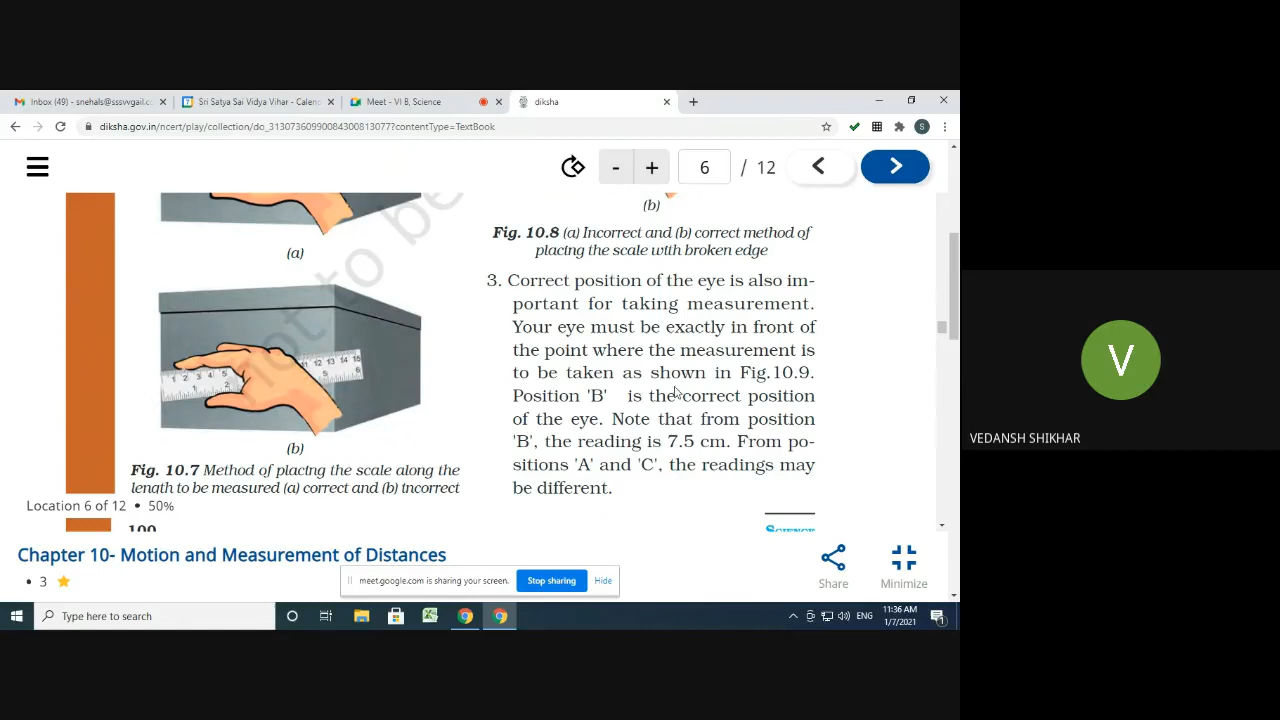 Inbox (49) - snehals@sssvvgail.c
Sri Satya Sai Vidya Vihar - Calen
Meet - VI B, Science
diksha
diksha.gov.in/ncert/play/collection/do_31307360990084300813077?contentType=TextBook
S
- + 6 / 12
not to be
(a)
(b)
Fig. 10.7 Method of placing the scale along the
length to be measured (a) correct and (b) incorrect
(b)
Fig. 10.8 (a) Incorrect and (b) correct method of
placing the scale with broken edge
3. Correct position of the eye is also im-
portant for taking measurement.
Your eye must be exactly in front of
the point where the measurement is
to be taken as shown in Fig.10.9.
Position 'B' is the correct position
of the eye. Note that from position
'B', the reading is 7.5 cm. From po-
sitions 'A' and 'C', the readings may
be different.
Location 6 of 12 • 50%
100
SCIENCE
Chapter 10- Motion and Measurement of Distances
• 3
Share
Minimize
meet.google.com is sharing your screen.
Stop sharing
Hide
Type here to search
ENG
11:36 AM
1/7/2021
1
V
VEDANSH SHIKHAR